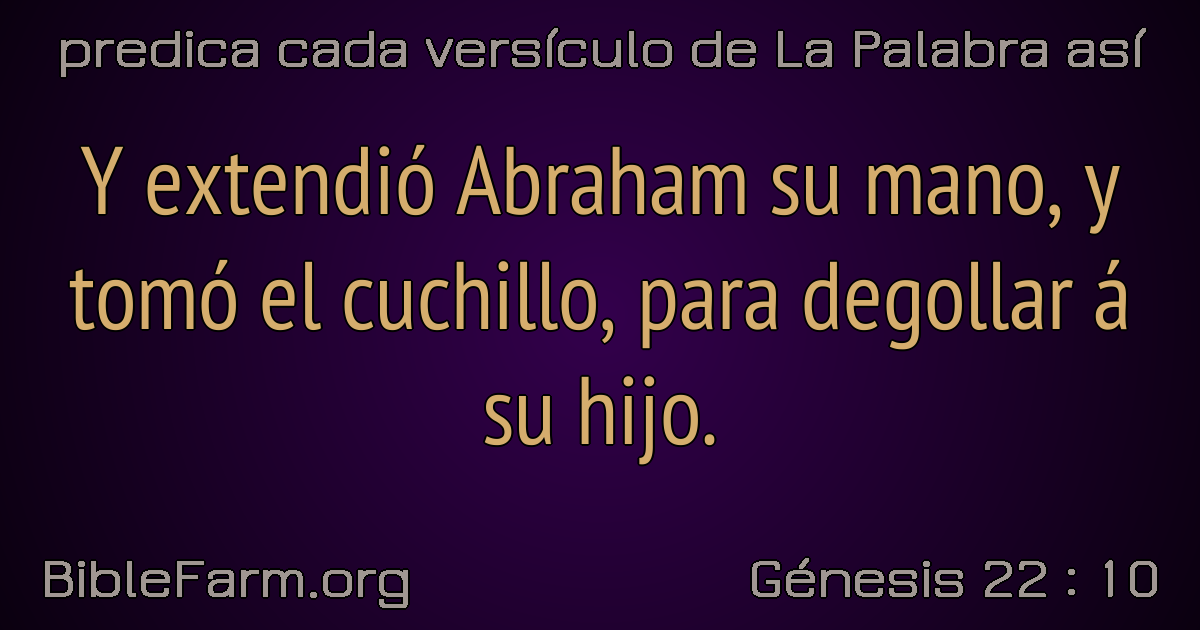 predica cada versículo de La Palabra así
Y extendió Abraham su mano, y
tomó el cuchillo, para degollar á
su hijo.
BibleFarm.org
Génesis 22 : 10